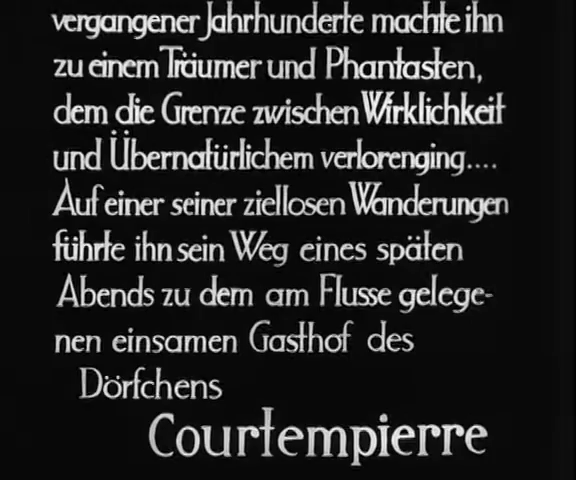 vergangener Jahrhunderte machte ihn
zu einem Träumer und Phantasten,
dem die Grenze zwischen Wirklichkeit
und Übernatürlichem verlorenging....
Auf einer seiner ziellosen Wanderungen
führte ihn sein Weg eines späten
Abends zu dem am Flusse gelege-
nen einsamen Gasthof des
Dörfchens
Courtempierre